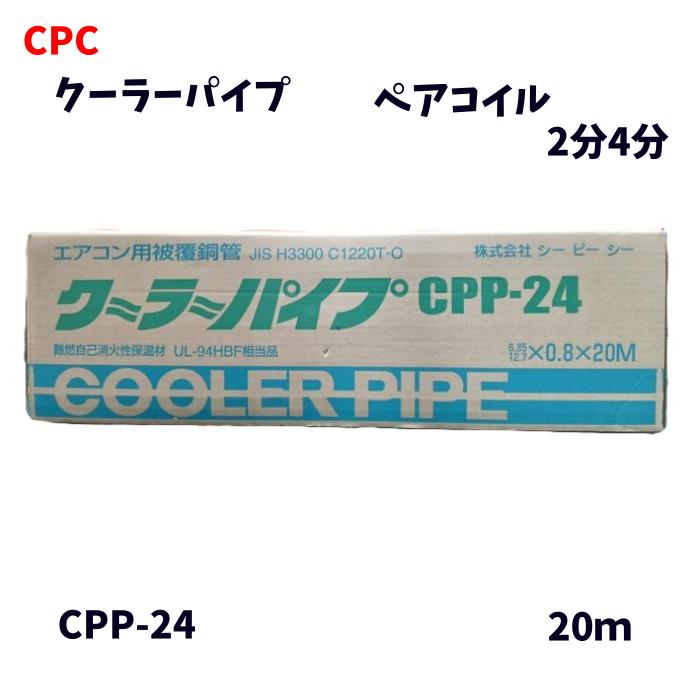 CPC
クーラーパイプ ペアコイル
2分4分
エアコン用被覆銅管 JIS H3300 C1220T-O 株式会社 シー ピー シー
クーラーパイプ CPP-24
難燃自己消火性保温材 UL-94HBF相当品 6.35 12.7 ×0.8×20M
COOLER PIPE
CPP-24 20m